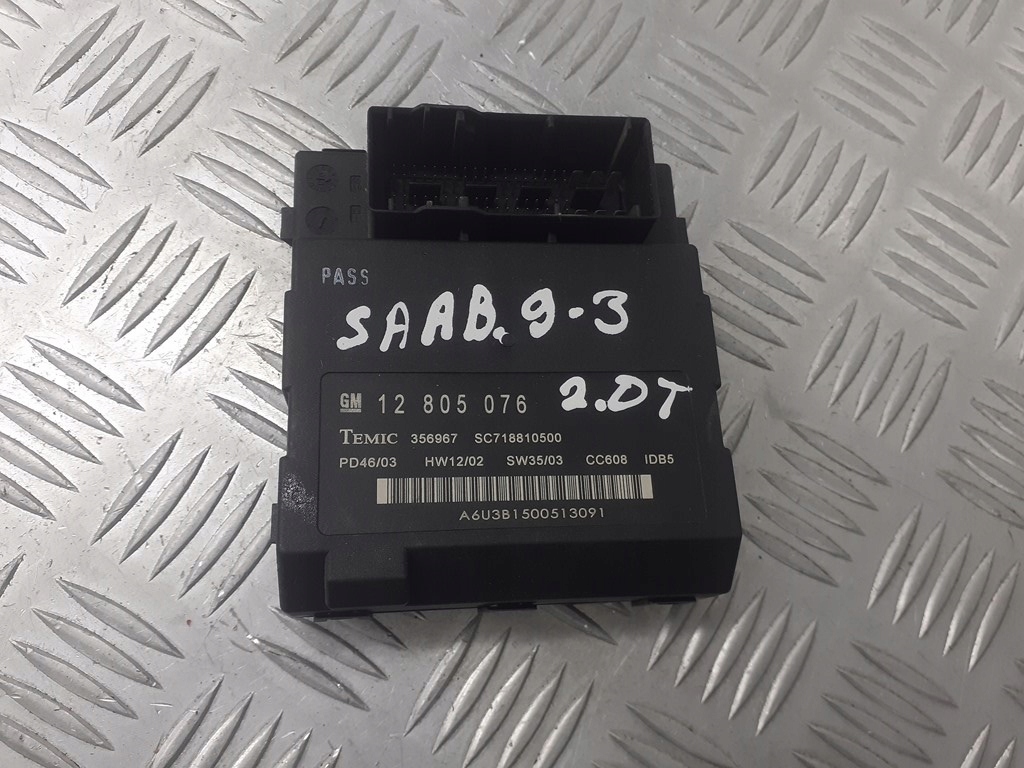 PASS
SAAB. 9-3
2.0T
GM 12 805 076
TEMIC 356967 SC718810500
PD46/03 HW12/02 SW35/03 CC608 IDB5
A6U3B1500513091